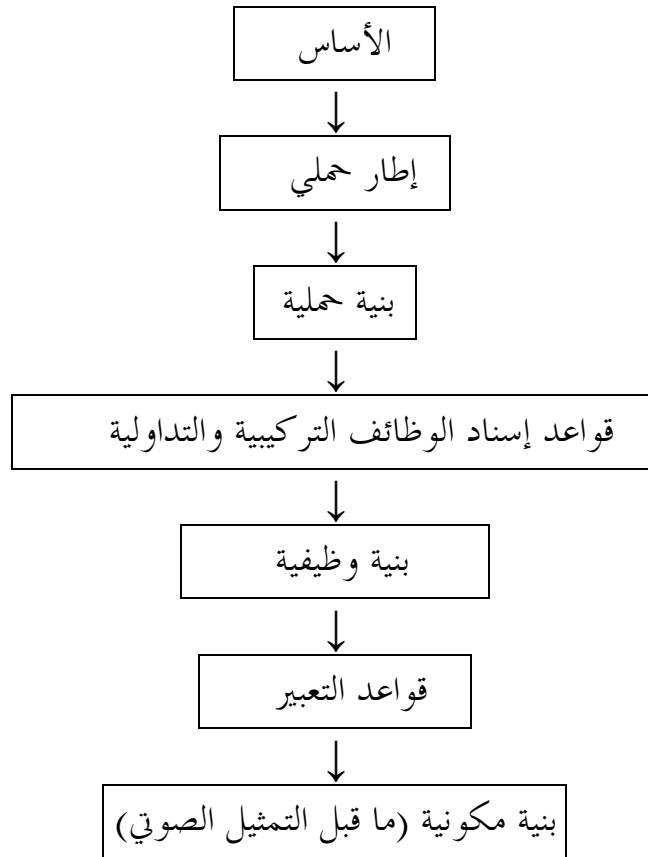 الأساس
إطار حملي
بنية حملية
قواعد إسناد الوظائف التركيبية والتداولية
بنية وظيفية
قواعد التعبير
بنية مكونية (ما قبل التمثيل الصوتي)